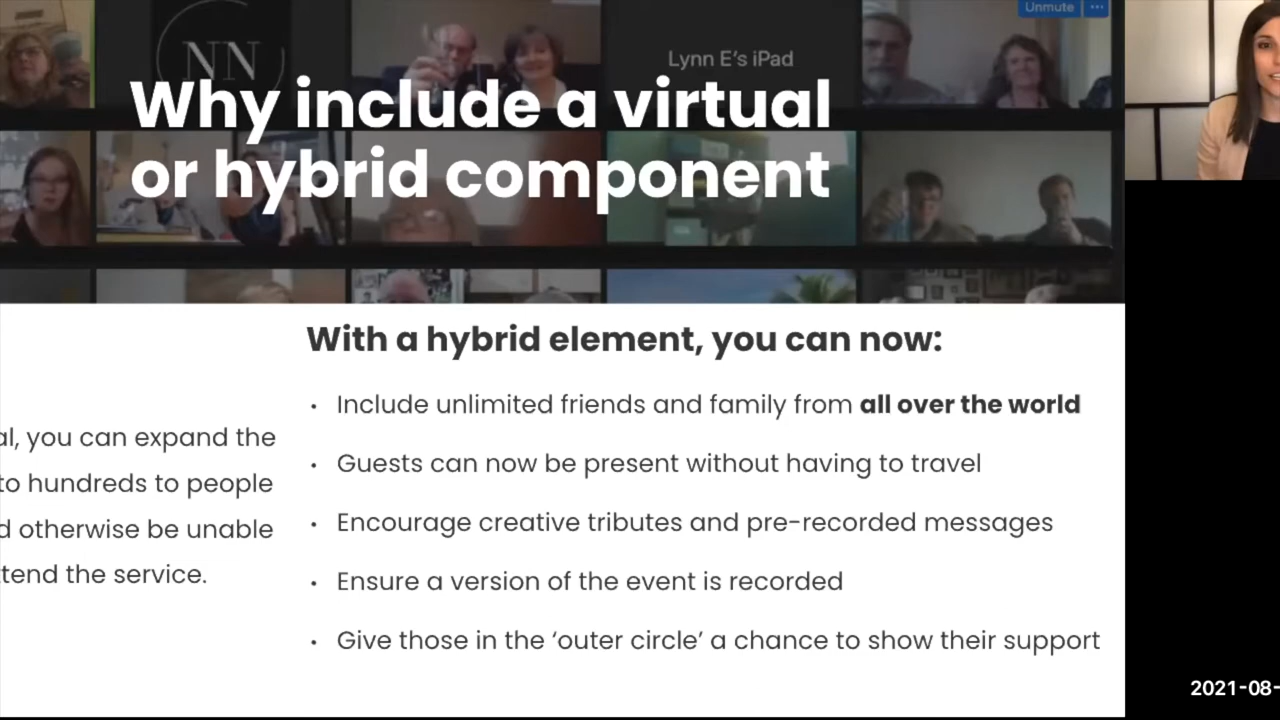 Unmute
NN
Lynn E's iPad
Why include a virtual
or hybrid component
With a hybrid element, you can now:
• Include unlimited friends and family from all over the world
• Guests can now be present without having to travel
• Encourage creative tributes and pre-recorded messages
• Ensure a version of the event is recorded
• Give those in the ‘outer circle’ a chance to show their support
al, you can expand the
to hundreds to people
d otherwise be unable
tend the service.
2021-08-